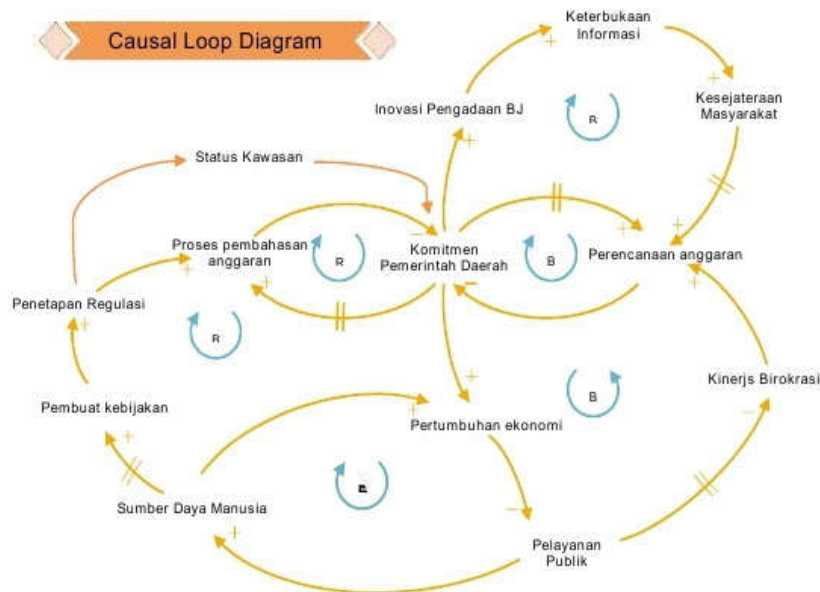 Causal Loop Diagram
Keterbukaan
Informasi
Inovasi Pengadaan BJ
Kesejateraan
Masyarakat
R
Status Kawasan
Proses pembahasan
anggaran
R
Komitmen
Pemerintah Daerah
B
Perencanaan anggaran
Penetapan Regulasi
R
Pembuat kebijakan
B
Kinerjs Birokrasi
Pertumbuhan ekonomi
Sumber Daya Manusia
Pelayanan
Publik